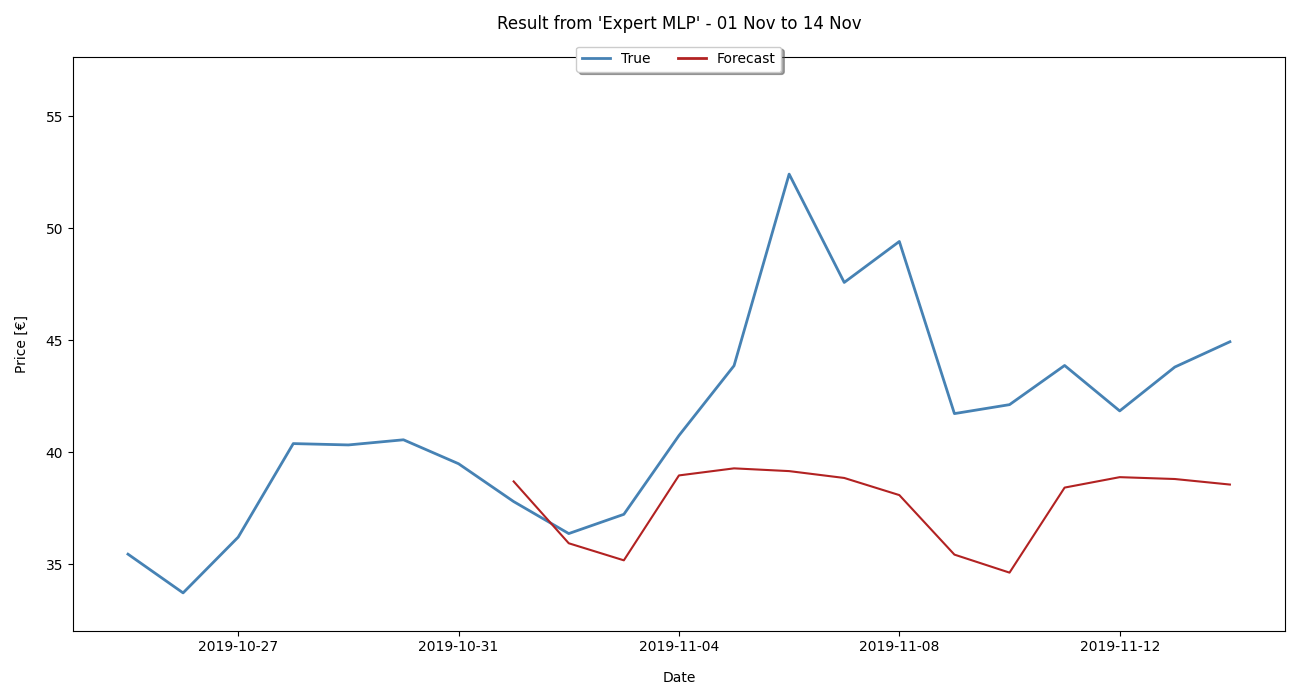 Result from 'Expert MLP' - 01 Nov to 14 Nov
True Forecast
55
50
45
40
35
Price [€]
2019-10-27 2019-10-31 2019-11-04 2019-11-08 2019-11-12
Date